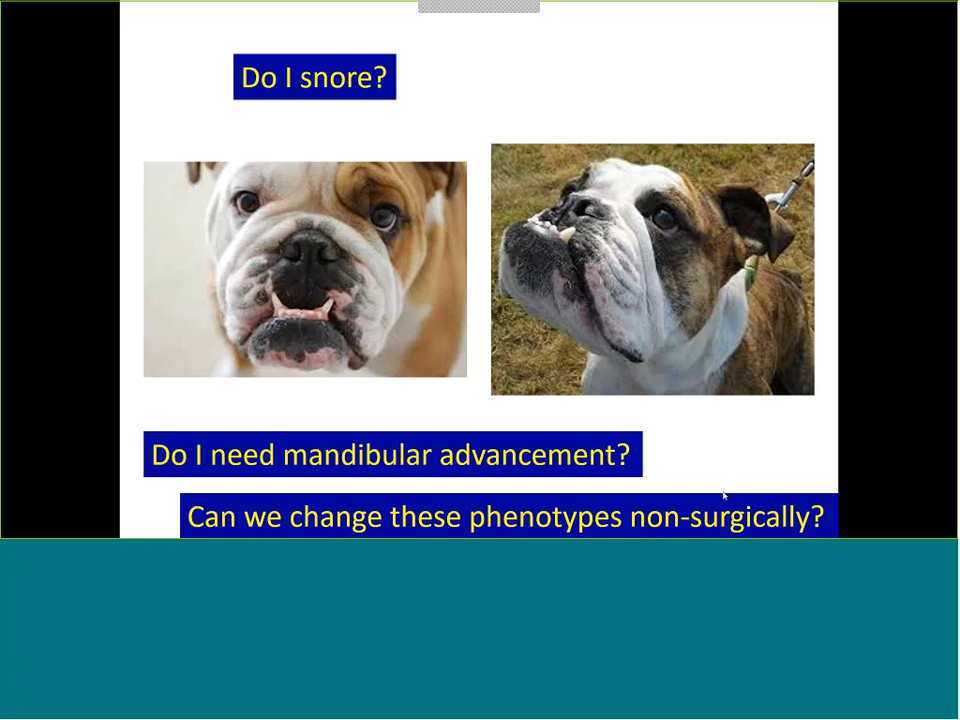 Do I snore?
Do I need mandibular advancement?
Can we change these phenotypes non-surgically?